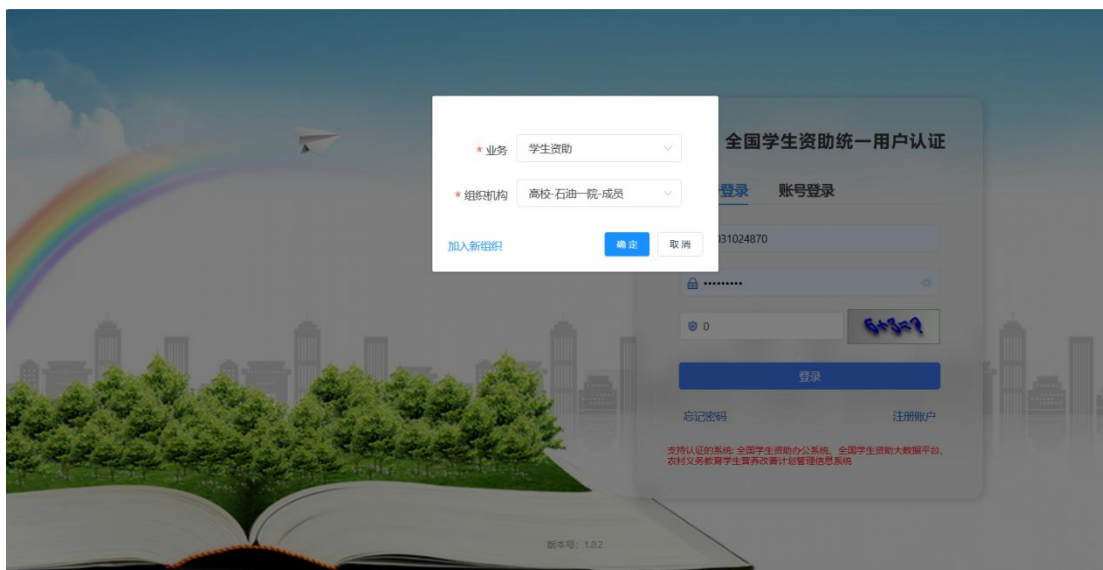 * 业务 学生资助
* 组织机构 高校-石油一院-成员
加入新组织 确定 取消
全国学生资助统一用户认证
登录 账号登录
31024870
•••••••••
0 6+3=?
登录
忘记密码 注册账户
支持认证的系统: 全国学生资助办公系统、全国学生资助大数据平台、
农村义务教育学生营养改善计划管理信息系统
版本号：1.0.2